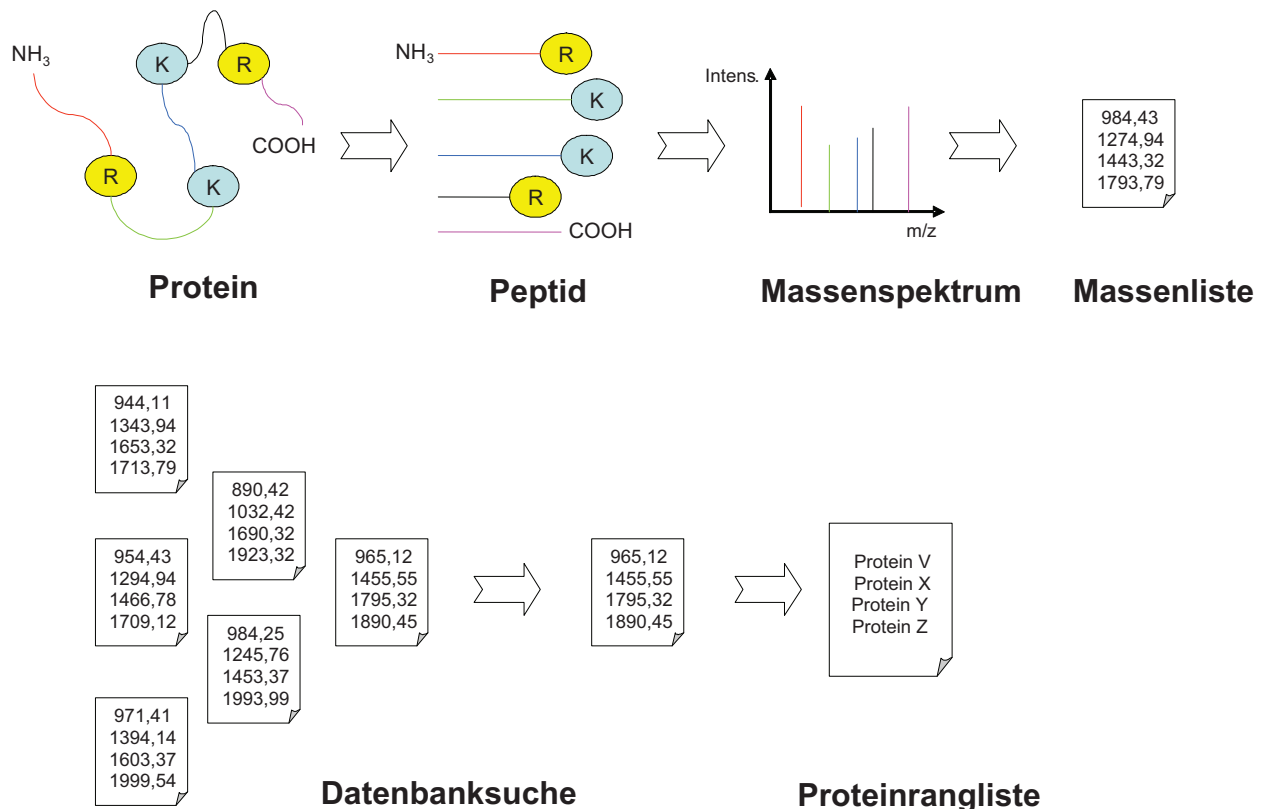 NH3
K
R
R
K
COOH
NH3
R
K
K
R
COOH
Intens.
m/z
984,43
1274,94
1443,32
1793,79
Protein
Peptid
Massenspektrum
Massenliste
944,11
1343,94
1653,32
1713,79
890,42
1032,42
1690,32
1923,32
954,43
1294,94
1466,78
1709,12
984,25
1245,76
1453,37
1993,99
971,41
1394,14
1603,37
1999,54
965,12
1455,55
1795,32
1890,45
965,12
1455,55
1795,32
1890,45
Protein V
Protein X
Protein Y
Protein Z
Datenbanksuche
Proteinrangliste